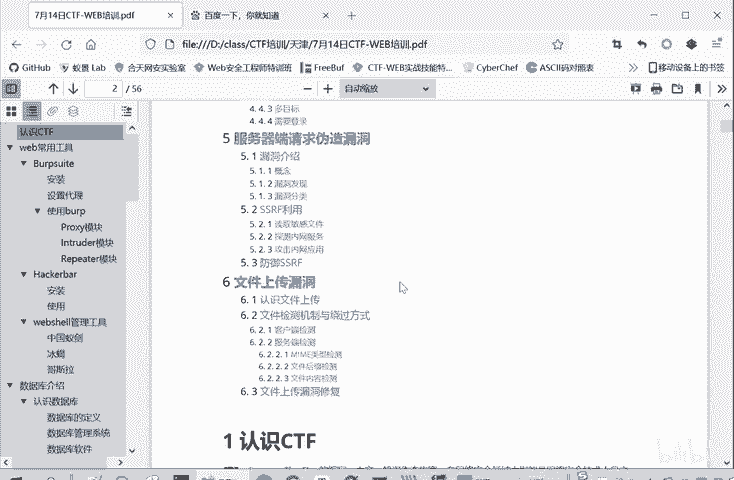 7月14日CTF-WEB培训.pdf
百度一下，你就知道
file:///D:/class/CTF培训/天津/7月14日CTF-WEB培训.pdf
GitHub
蚁景 Lab
合天网安实验室
Web安全工程师特训班
FreeBuf
CTF-WEB实战技能特...
CyberChef
ASCII码对照表
移动设备上的书签
2 / 56
自动缩放
认识CTF
web常用工具
Burpsuite
安装
设置代理
使用burp
Proxy模块
Intruder模块
Repeater模块
Hackerbar
安装
使用
webshell管理工具
中国蚁剑
冰蝎
哥斯拉
数据库介绍
认识数据库
数据库的定义
数据库管理系统
数据库软件
4. 4. 3 多目标
4. 4. 4 需要登录
5 服务器端请求伪造漏洞
5. 1 漏洞介绍
5. 1. 1 概念
5. 1. 2 漏洞发现
5. 1. 3 漏洞分类
5. 2 SSRF利用
5. 2. 1 读取敏感文件
5. 2. 2 探测内网服务
5. 2. 3 攻击内网应用
5. 3 防御SSRF
6 文件上传漏洞
6. 1 认识文件上传
6. 2 文件检测机制与绕过方式
6. 2. 1 客户端检测
6. 2. 2 服务端检测
6. 2. 2. 1 MIME类型检测
6. 2. 2. 2 文件后缀检测
6. 2. 2. 3 文件内容检测
6. 3 文件上传漏洞修复
1 认识CTF
bilibili